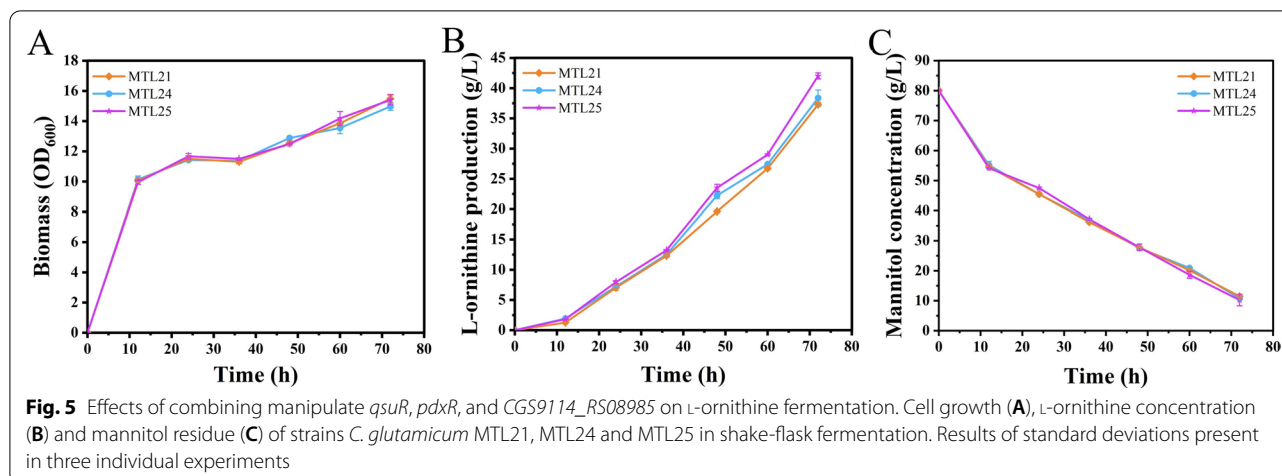 A
Biomass (OD600)
18
16
14
12
10
8
6
4
2
0
MTL21
MTL24
MTL25
0 10 20 30 40 50 60 70 80
Time (h)
B
L-ornithine production (g/L)
45
40
35
30
25
20
15
10
5
0
MTL21
MTL24
MTL25
0 10 20 30 40 50 60 70 80
Time (h)
C
Mannitol concentration (g/L)
90
80
70
60
50
40
30
20
10
0
MTL21
MTL24
MTL25
0 10 20 30 40 50 60 70 80
Time (h)
Fig. 5 Effects of combining manipulate qsuR, pdxR, and CGS9114_RS08985 on L-ornithine fermentation. Cell growth (A), L-ornithine concentration
(B) and mannitol residue (C) of strains C. glutamicum MTL21, MTL24 and MTL25 in shake-flask fermentation. Results of standard deviations present
in three individual experiments